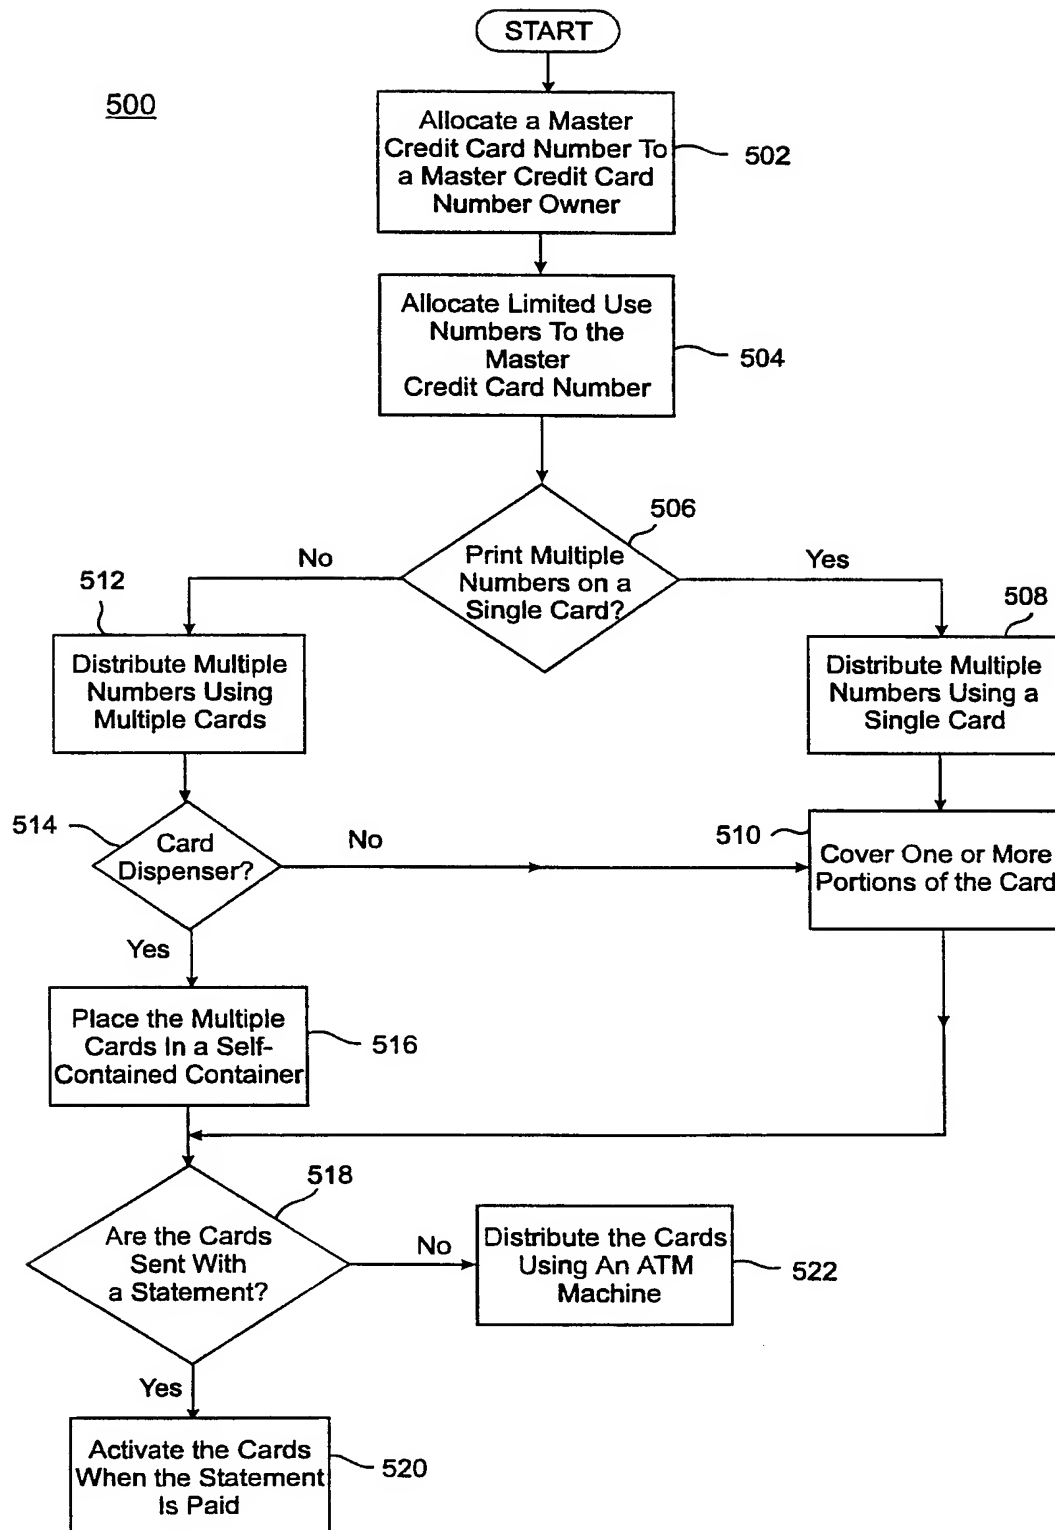 START
500
Allocate a Master
Credit Card Number To
a Master Credit Card
Number Owner
502
Allocate Limited Use
Numbers To the
Master
Credit Card Number
504
506
Print Multiple
Numbers on a
Single Card?
No
Yes
512
508
Distribute Multiple
Numbers Using
Multiple Cards
Distribute Multiple
Numbers Using a
Single Card
514
Card
Dispenser?
No
510
Cover One or More
Portions of the Card
Yes
Place the Multiple
Cards In a Self-
Contained Container
516
518
Are the Cards
Sent With
a Statement?
No
Distribute the Cards
Using An ATM
Machine
522
Yes
Activate the Cards
When the Statement
Is Paid
520